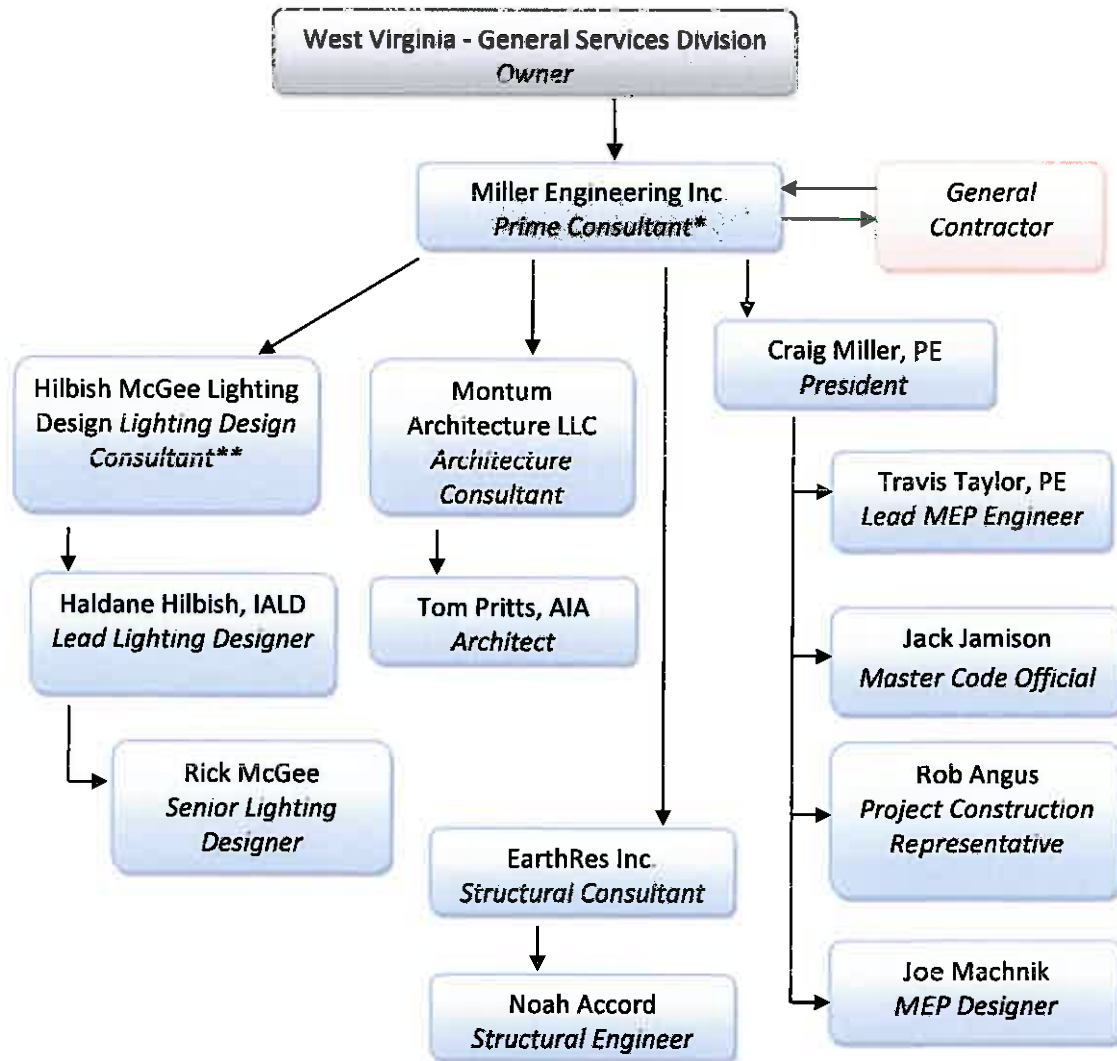 West Virginia - General Services Division
Owner
Miller Engineering Inc
Prime Consultant*
General
Contractor
Hilbish McGee Lighting
Design Lighting Design
Consultant**
Montum
Architecture LLC
Architecture
Consultant
Craig Miller, PE
President
Travis Taylor, PE
Lead MEP Engineer
Haldane Hilbish, IALD
Lead Lighting Designer
Tom Pritts, AIA
Architect
Jack Jamison
Master Code Official
Rick McGee
Senior Lighting
Designer
Rob Angus
Project Construction
Representative
EarthRes Inc
Structural Consultant
Joe Machnik
MEP Designer
Noah Accord
Structural Engineer